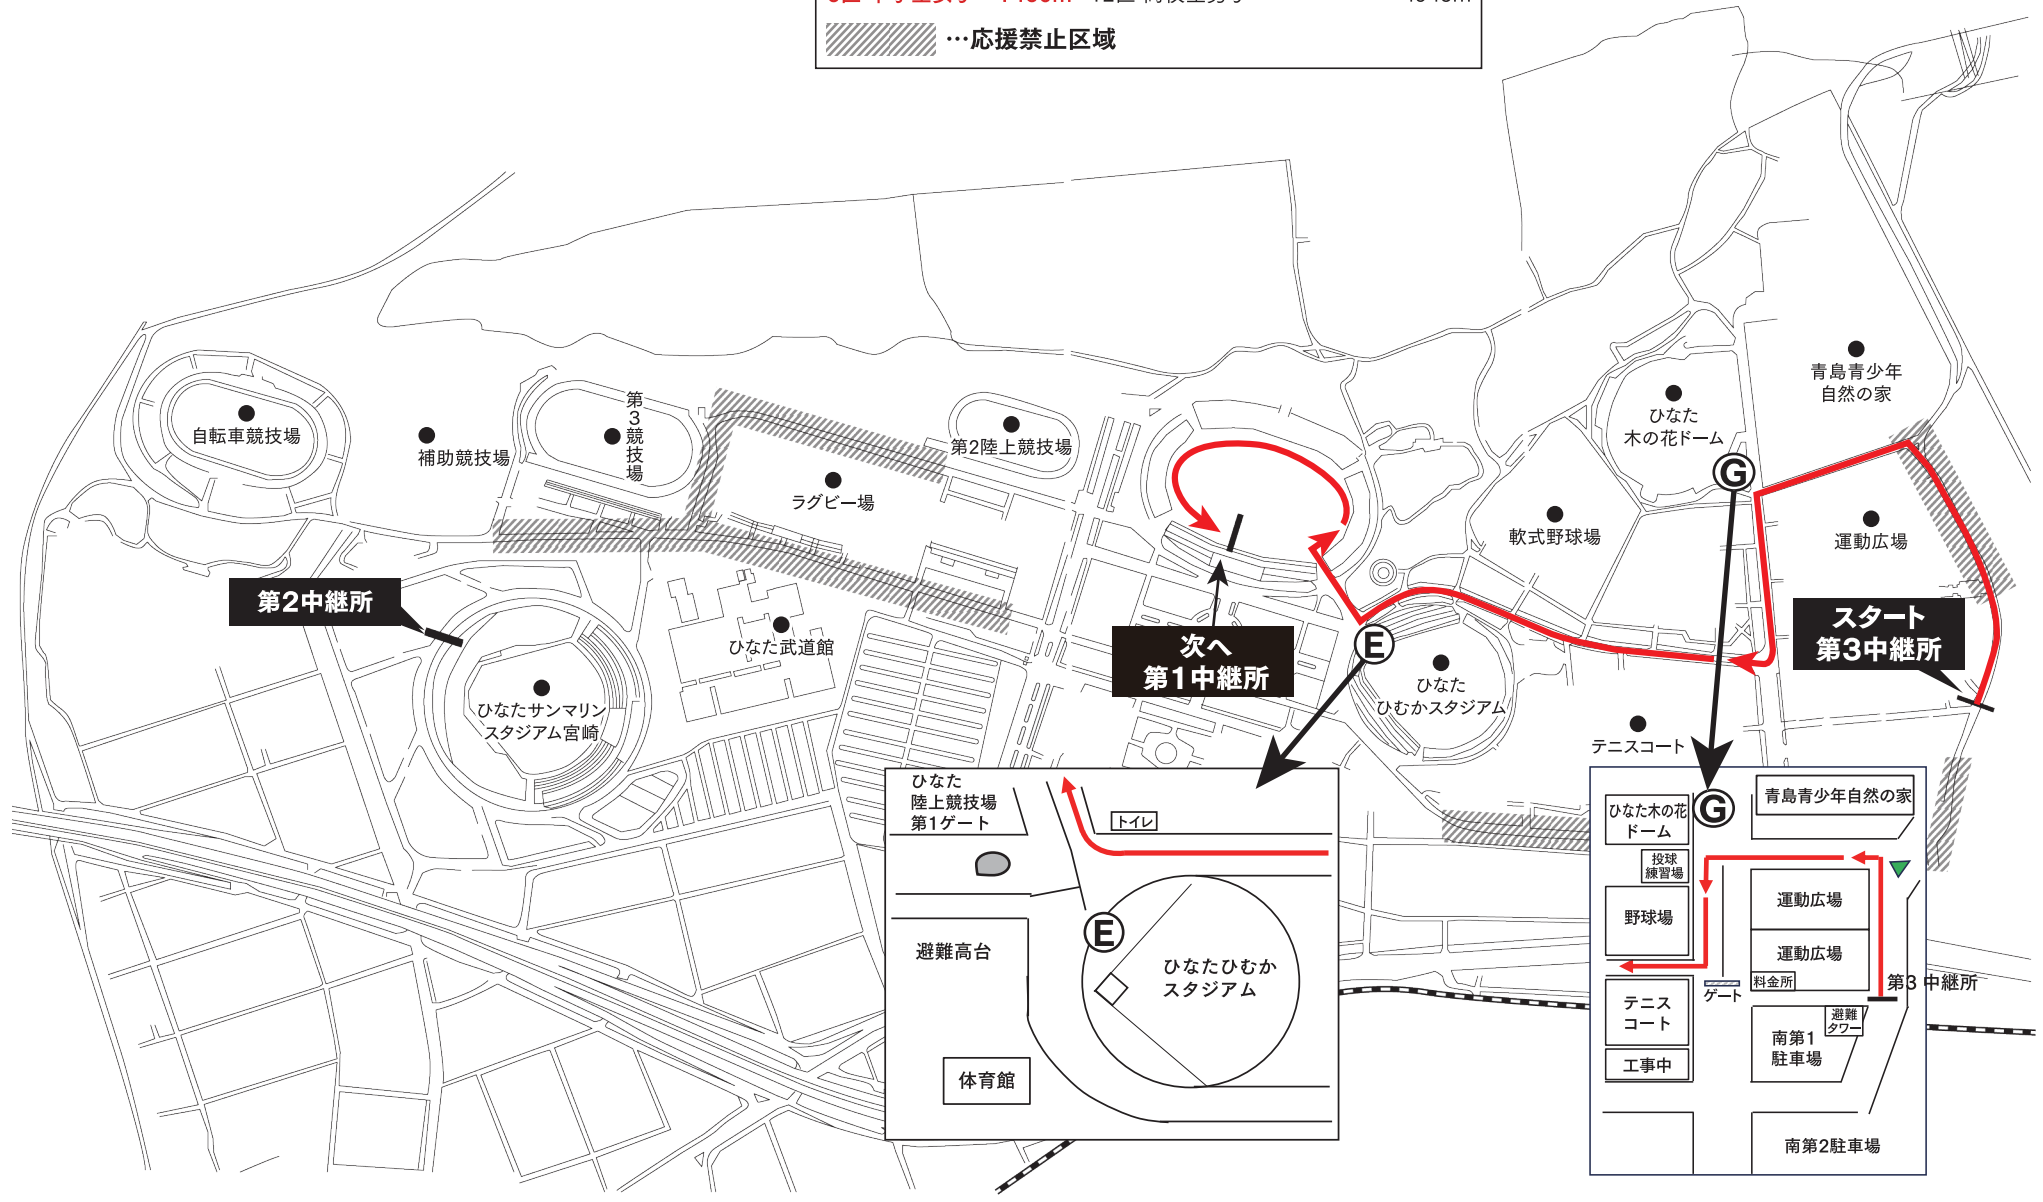 …応援禁止区域
自転車競技場
補助競技場
第3競技場
ラグビー場
第2陸上競技場
青島青少年
自然の家
ひなた
木の花ドーム
G
軟式野球場
運動広場
第2中継所
ひなた武道館
次へ
第1中継所
E
スタート
第3中継所
ひなた
ひむかスタジアム
ひなたサンマリン
スタジアム宮崎
テニスコート
ひなた
陸上競技場
第1ゲート
トイレ
避難高台
E
ひなたひむか
スタジアム
体育館
ひなた木の花
ドーム
G
青島青少年自然の家
投球
練習場
野球場
運動広場
運動広場
料金所
ゲート
第3中継所
テニス
コート
避難
タワー
南第1
駐車場
工事中
南第2駐車場